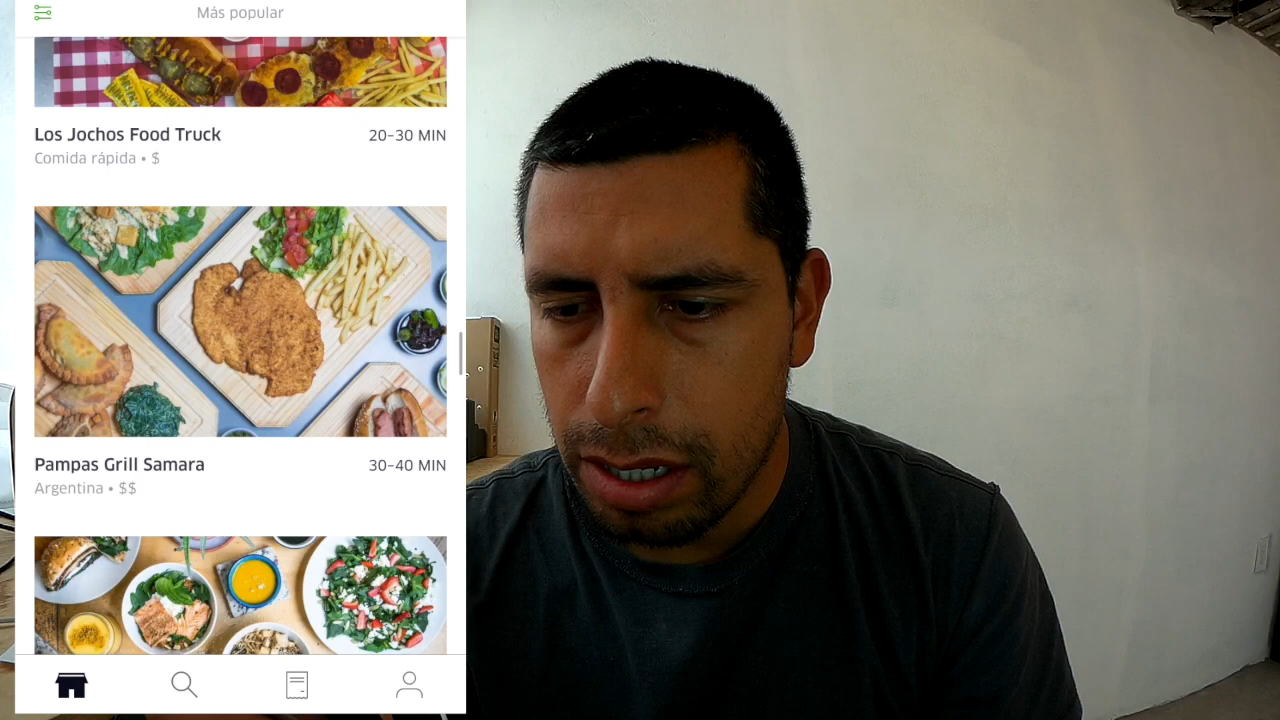 Más popular
Los Jochos Food Truck
20-30 MIN
Comida rápida • $
Pampas Grill Samara
30-40 MIN
Argentina • $$